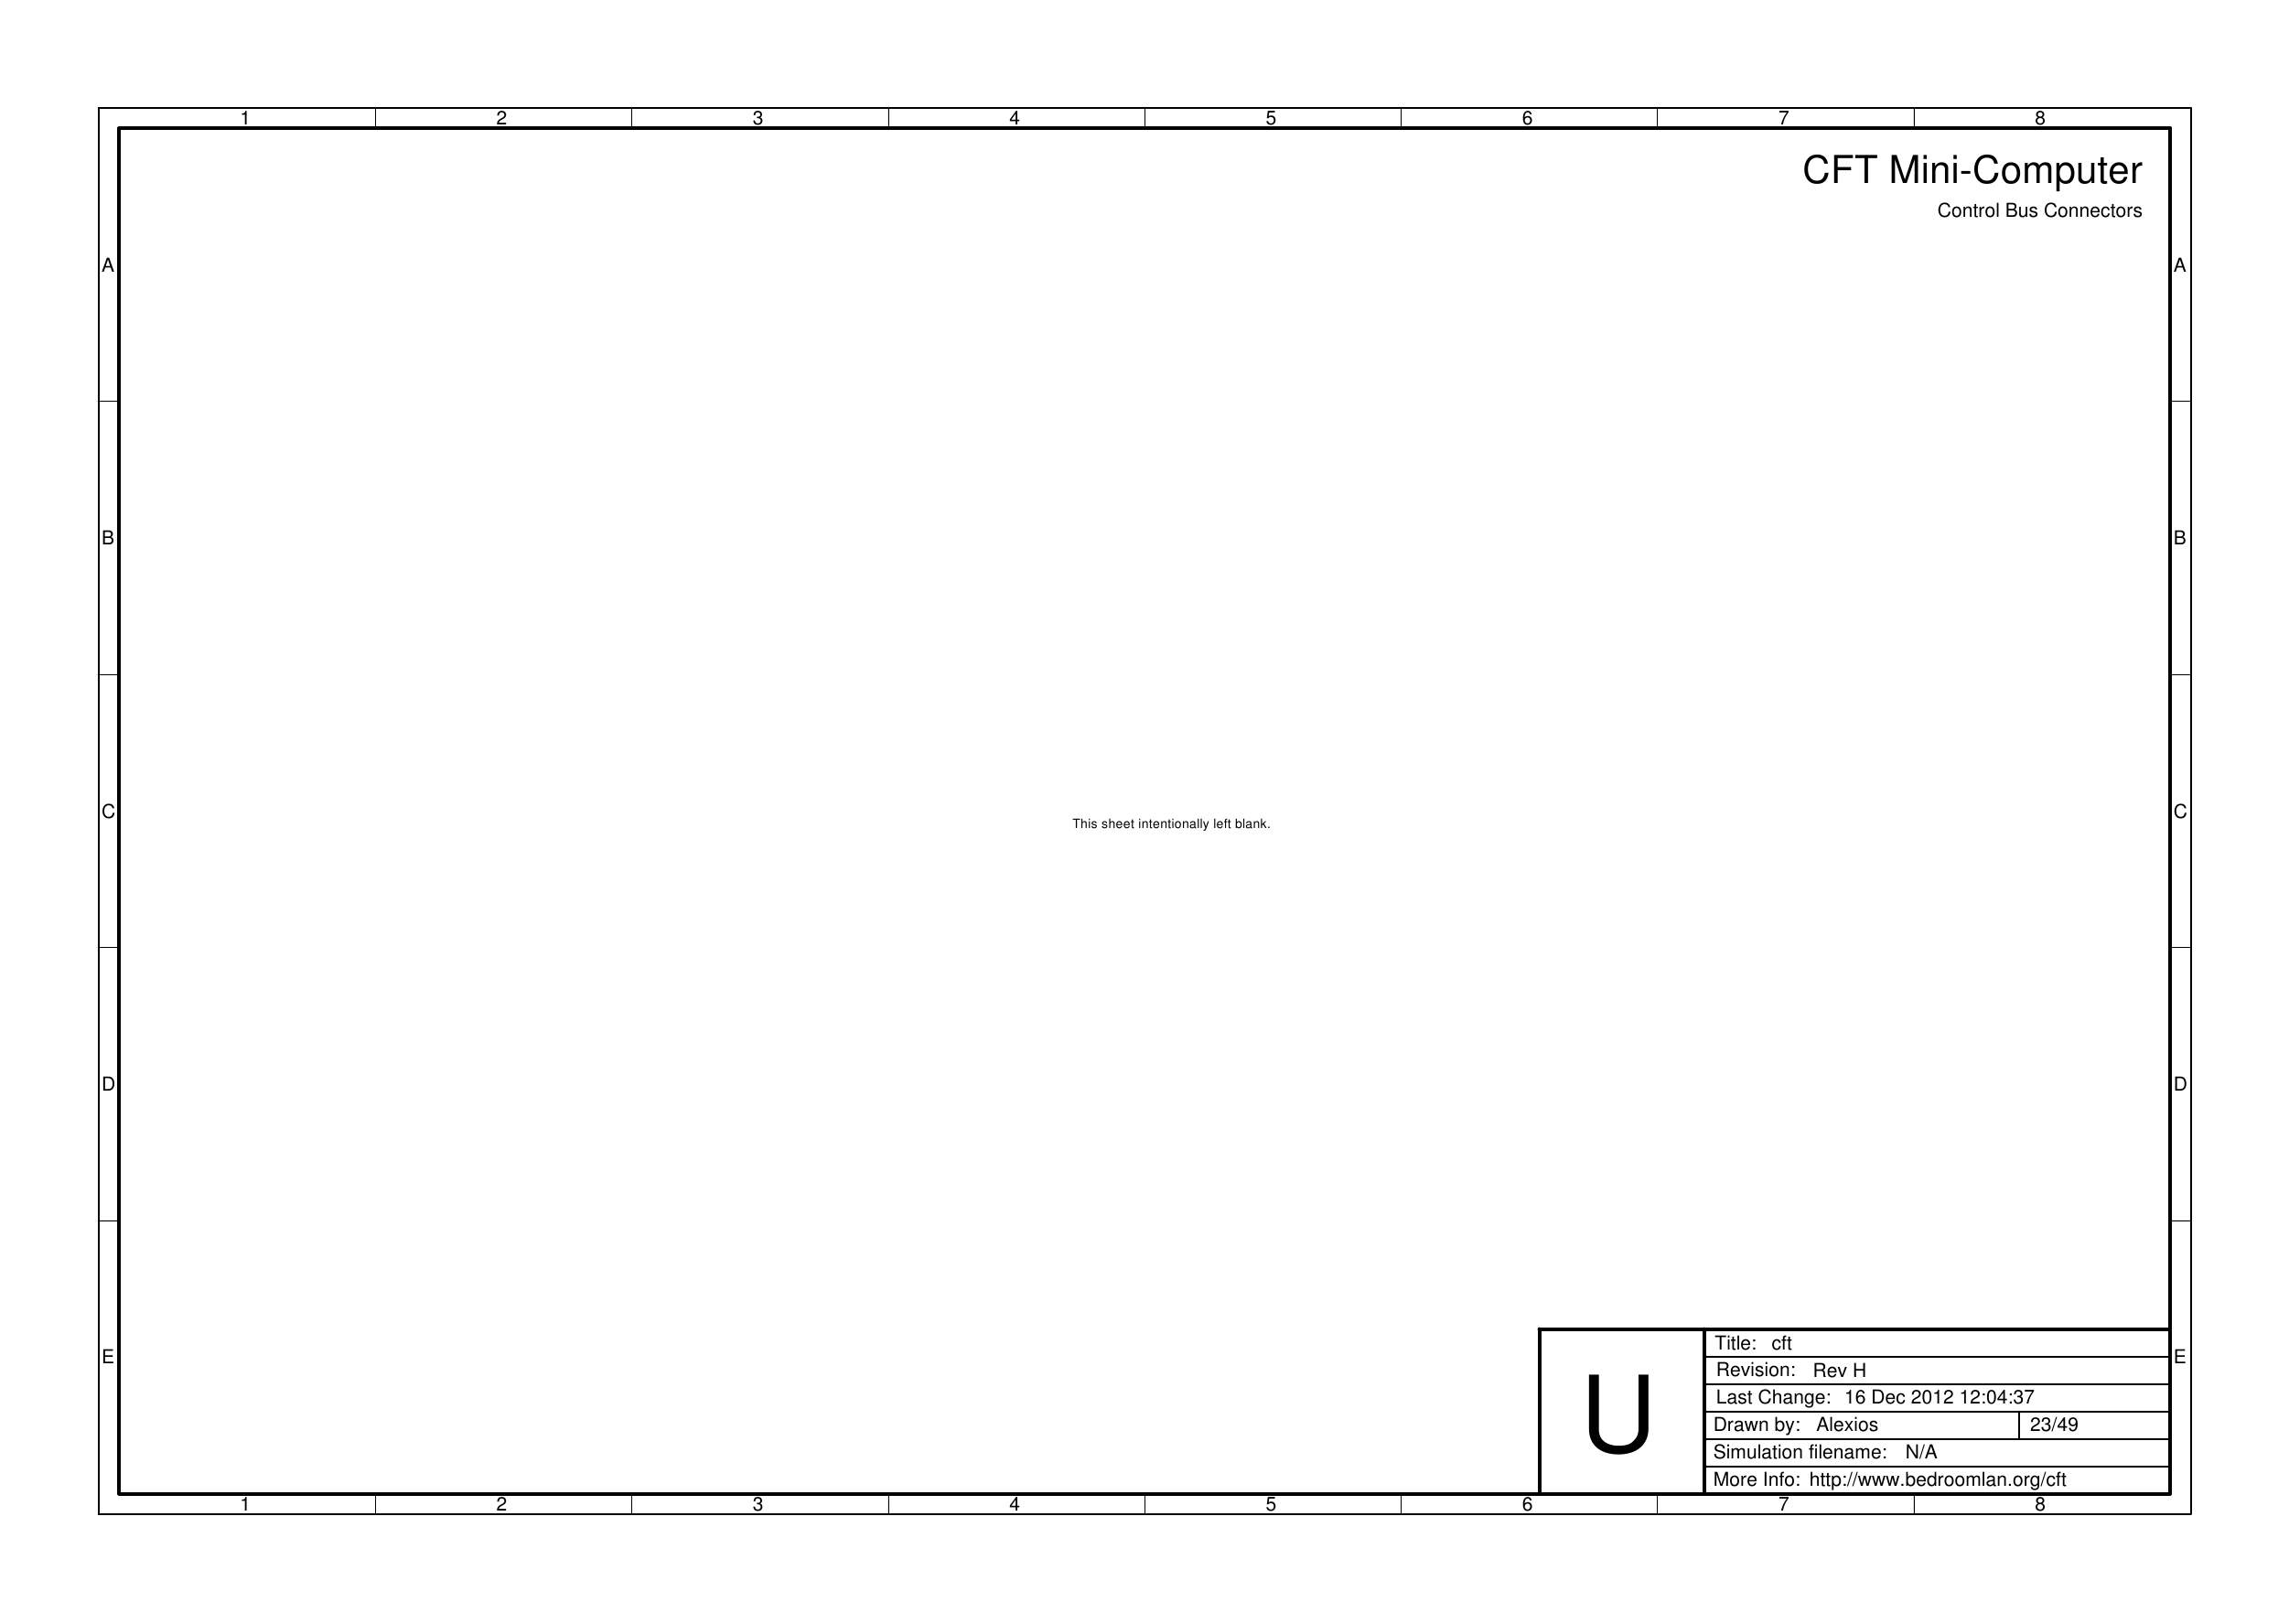 1 2 3 4 5 6 7 8
CFT Mini-Computer
Control Bus Connectors
A A
B B
This sheet intentionally left blank.
C C
D D
E E
U
Title: cft
Revision: Rev H
Last Change: 16 Dec 2012 12:04:37
Drawn by: Alexios 23/49
Simulation filename: N/A
More Info: http://www.bedroomlan.org/cft
1 2 3 4 5 6 7 8